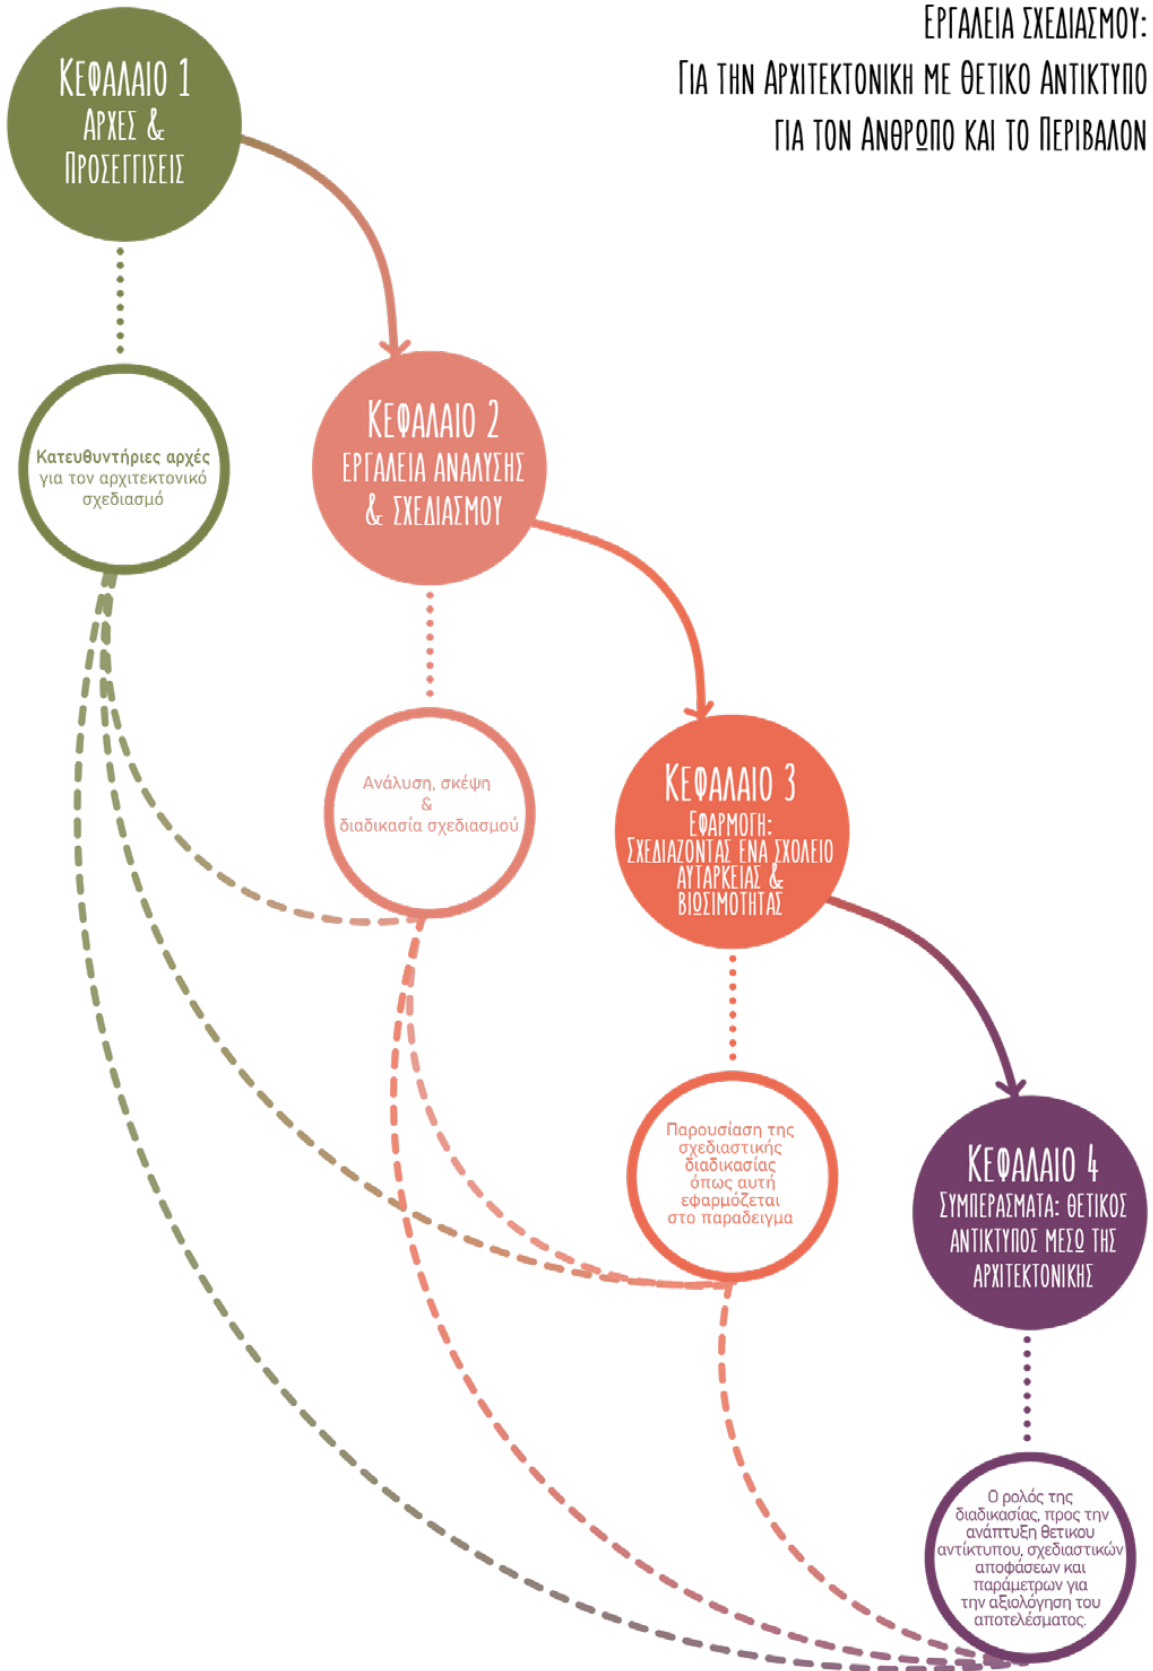 ΕΡΓΑΛΕΙΑ ΣΧΕΔΙΑΣΜΟΥ:
ΓΙΑ ΤΗΝ ΑΡΧΙΤΕΚΤΟΝΙΚΗ ΜΕ ΘΕΤΙΚΟ ΑΝΤΙΚΤΥΠΟ
ΓΙΑ ΤΟΝ ΑΝΘΡΩΠΟ ΚΑΙ ΤΟ ΠΕΡΙΒΑΛΟΝ
ΚΕΦΑΛΑΙΟ 1
ΑΡΧΕΣ &
ΠΡΟΣΕΓΓΙΣΕΙΣ
Κατευθυντήριες αρχές
για τον αρχιτεκτονικό
σχεδιασμό
ΚΕΦΑΛΑΙΟ 2
ΕΡΓΑΛΕΙΑ ΑΝΑΛΥΣΗΣ
& ΣΧΕΔΙΑΣΜΟΥ
Ανάλυση, σκέψη
&
διαδικασία σχεδιασμού
ΚΕΦΑΛΑΙΟ 3
ΕΦΑΡΜΟΓΗ:
ΣΧΕΔΙΑΖΟΝΤΑΣ ΕΝΑ ΣΧΟΛΕΙΟ
ΑΥΤΑΡΚΕΙΑΣ &
ΒΙΩΣΙΜΟΤΗΤΑΣ
Παρουσίαση της
σχεδιαστικής
διαδικασίας
όπως αυτή
εφαρμόζεται
στο παραδειγμα
ΚΕΦΑΛΑΙΟ 4
ΣΥΜΠΕΡΑΣΜΑΤΑ: ΘΕΤΙΚΟΣ
ΑΝΤΙΚΤΥΠΟΣ ΜΕΣΩ ΤΗΣ
ΑΡΧΙΤΕΚΤΟΝΙΚΗΣ
Ο ρολός της
διαδικασίας, προς την
ανάπτυξη θετικου
αντίκτυπου, σχεδιαστικών
αποφάσεων και
παράμετρων για
την αξιολόγηση του
αποτελέσματος.